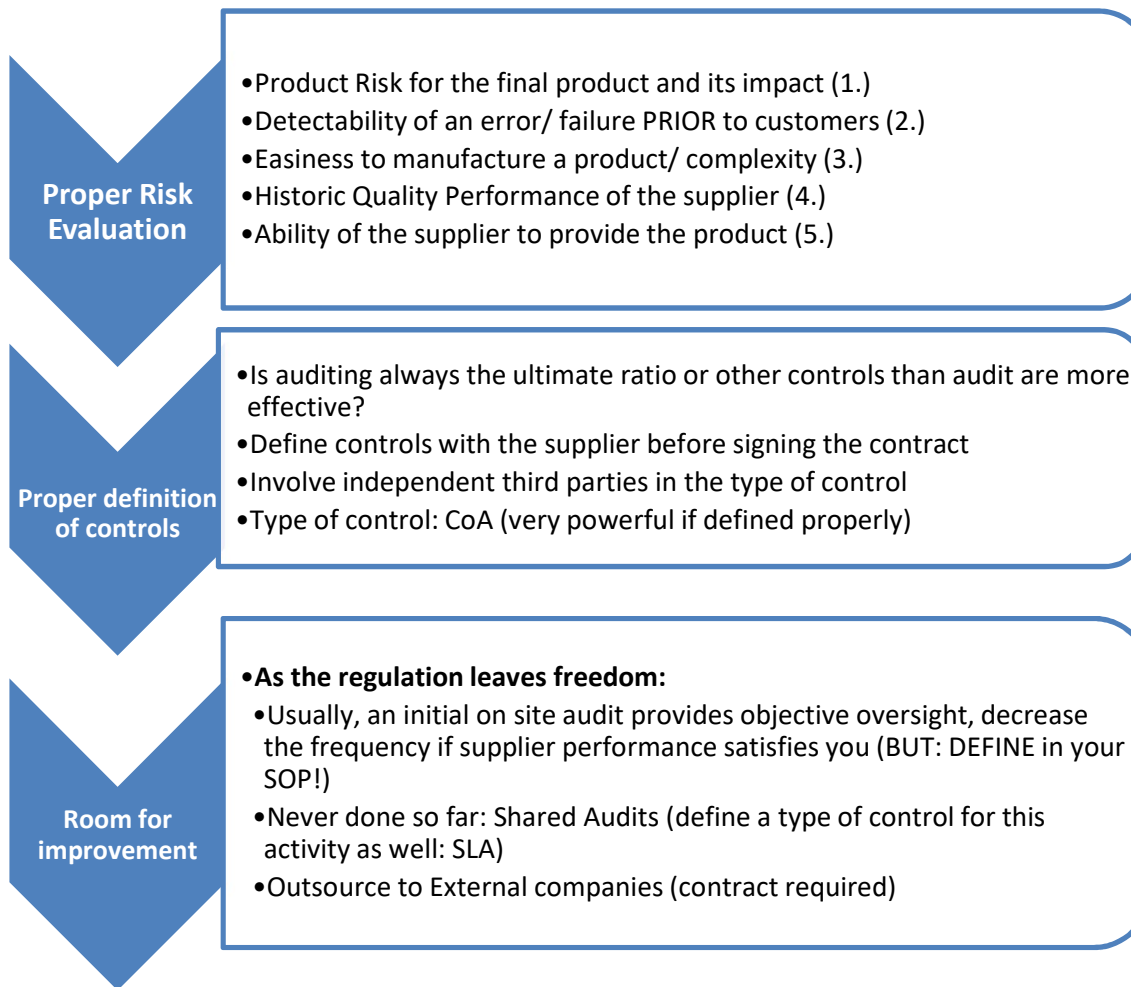 Proper Risk
Evaluation
•Product Risk for the final product and its impact (1.)
•Detectability of an error/ failure PRIOR to customers (2.)
•Easiness to manufacture a product/ complexity (3.)
•Historic Quality Performance of the supplier (4.)
•Ability of the supplier to provide the product (5.)
Proper definition
of controls
•Is auditing always the ultimate ratio or other controls than audit are more
effective?
•Define controls with the supplier before signing the contract
•Involve independent third parties in the type of control
•Type of control: CoA (very powerful if defined properly)
Room for
improvement
•As the regulation leaves freedom:
•Usually, an initial on site audit provides objective oversight, decrease
the frequency if supplier performance satisfies you (BUT: DEFINE in your
SOP!)
•Never done so far: Shared Audits (define a type of control for this
activity as well: SLA)
•Outsource to External companies (contract required)